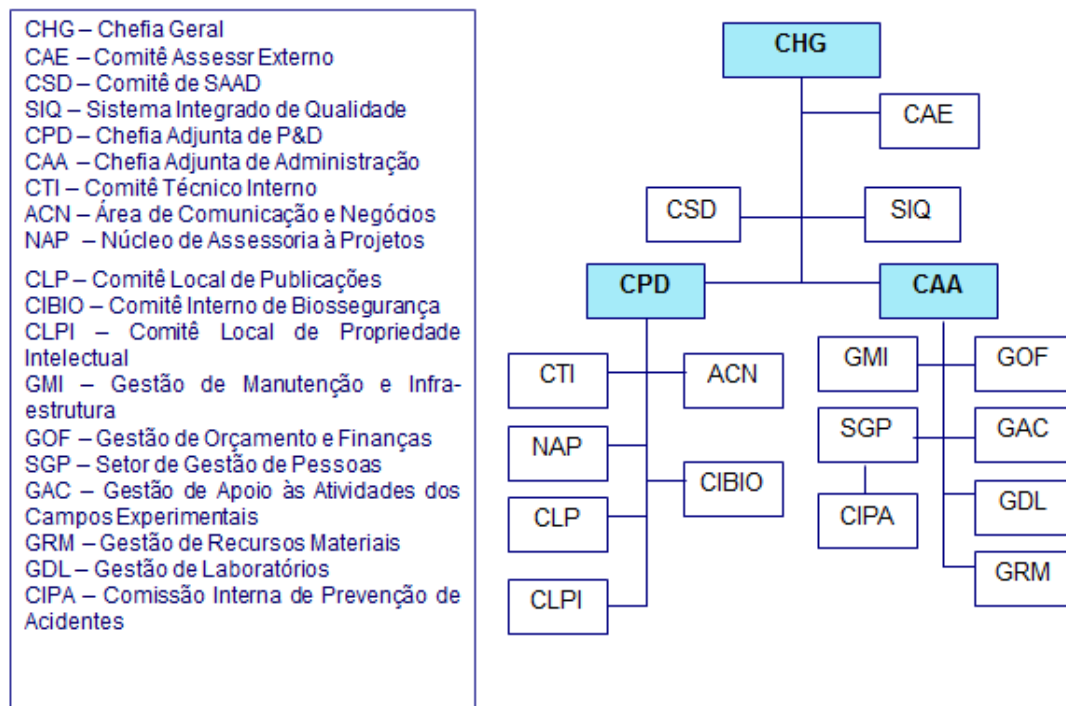 CHG – Chefia Geral
CAE – Comitê Assessr Externo
CSD – Comitê de SAAD
SIQ – Sistema Integrado de Qualidade
CPD – Chefia Adjunta de P&D
CAA – Chefia Adjunta de Administração
CTI – Comitê Técnico Interno
ACN – Área de Comunicação e Negócios
NAP – Núcleo de Assessoria à Projetos
CLP – Comitê Local de Publicações
CIBIO – Comitê Interno de Biossegurança
CLPI – Comitê Local de Propriedade
Intelectual
GMI – Gestão de Manutenção e Infra-
estrutura
GOF – Gestão de Orçamento e Finanças
SGP – Setor de Gestão de Pessoas
GAC – Gestão de Apoio às Atividades dos
Campos Experimentais
GRM – Gestão de Recursos Materiais
GDL – Gestão de Laboratórios
CIPA – Comissão Interna de Prevenção de
Acidentes
CHG
CAE
CSD
SIQ
CPD
CAA
CTI
ACN
NAP
CIBIO
CLP
CLPI
GMI
GOF
SGP
GAC
CIPA
GDL
GRM